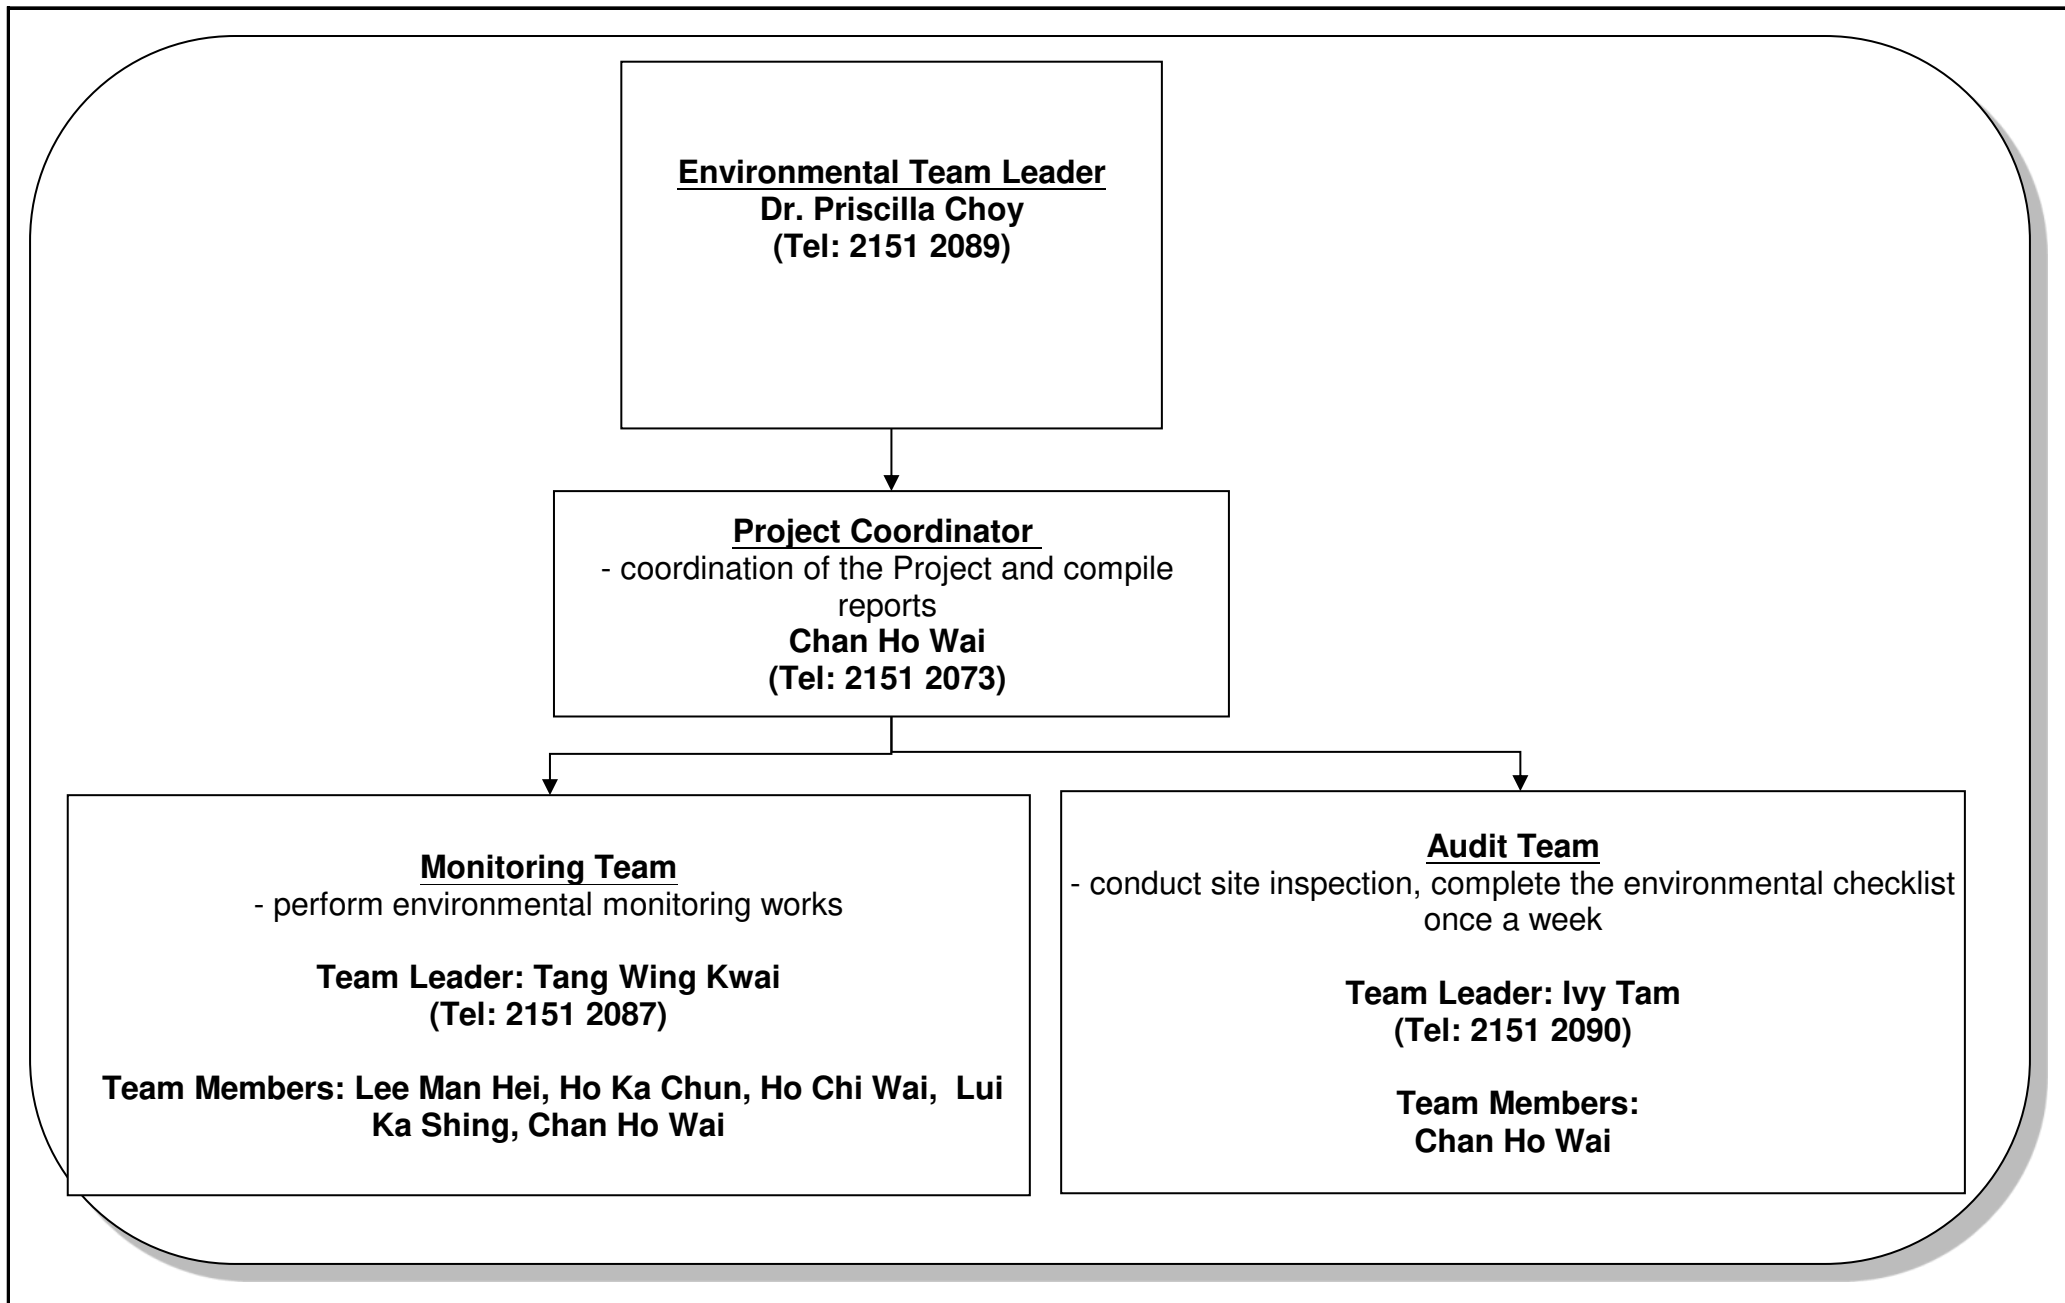 Environmental Team Leader
Dr. Priscilla Choy
(Tel: 2151 2089)
Project Coordinator
- coordination of the Project and compile
reports
Chan Ho Wai
(Tel: 2151 2073)
Monitoring Team
- perform environmental monitoring works
Team Leader: Tang Wing Kwai
(Tel: 2151 2087)
Team Members: Lee Man Hei, Ho Ka Chun, Ho Chi Wai, Lui
Ka Shing, Chan Ho Wai
Audit Team
- conduct site inspection, complete the environmental checklist
once a week
Team Leader: Ivy Tam
(Tel: 2151 2090)
Team Members:
Chan Ho Wai